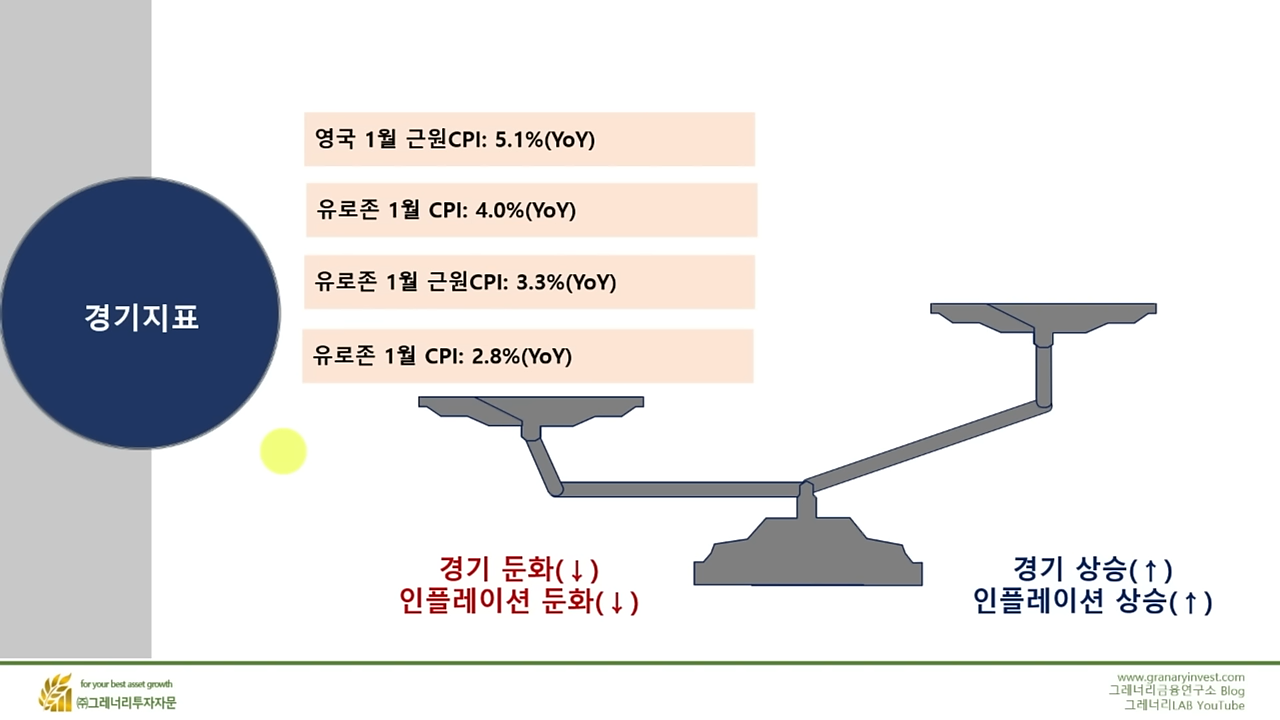 영국 1월 근원CPI: 5.1%(YoY)
유로존 1월 CPI: 4.0%(YoY)
유로존 1월 근원CPI: 3.3%(YoY)
유로존 1월 CPI: 2.8%(YoY)
경기지표
경기 둔화(↓)
인플레이션 둔화(↓)
경기 상승(↑)
인플레이션 상승(↑)
for your best asset growth
㈜그레너리투자자문
www.granaryinvest.com
그레너리금융연구소 Blog
그레너리LAB YouTube